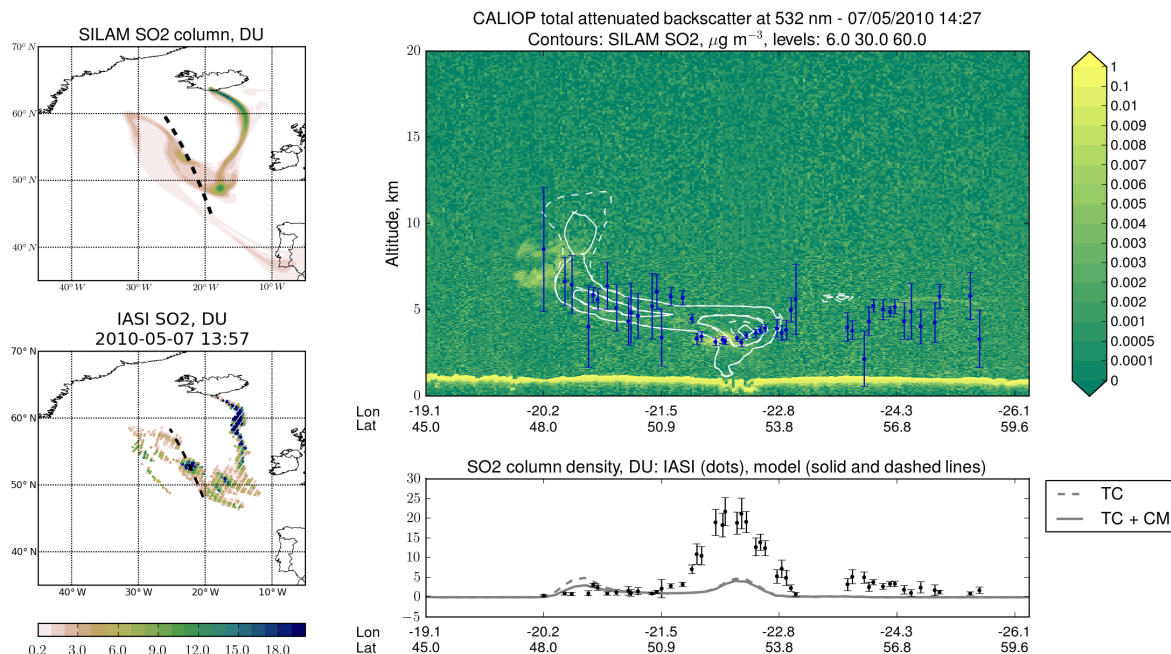 SILAM SO2 column, DU
70° N
60° N
50° N
40° N
40°W 30°W 20°W 10°W
IASI SO2, DU
2010-05-07 13:57
70° N
60° N
50° N
40° N
40°W 30°W 20°W 10°W
0.2 3.0 6.0 9.0 12.0 15.0 18.0
CALIOP total attenuated backscatter at 532 nm - 07/05/2010 14:27
Contours: SILAM SO2, μg m−3, levels: 6.0 30.0 60.0
Altitude, km
20
15
10
5
0
Lon -19.1 -20.2 -21.5 -22.8 -24.3 -26.1
Lat 45.0 48.0 50.9 53.8 56.8 59.6
1
0.1
0.01
0.009
0.008
0.007
0.006
0.005
0.004
0.003
0.002
0.002
0.001
0.0005
0.0001
0
SO2 column density, DU: IASI (dots), model (solid and dashed lines)
30
25
20
15
10
5
0
−5
Lon -19.1 -20.2 -21.5 -22.8 -24.3 -26.1
Lat 45.0 48.0 50.9 53.8 56.8 59.6
TC
TC + CM